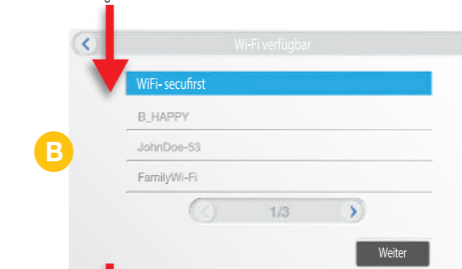 Wi-Fi verfügbar
WiFi- secufirst
B_HAPPY
B
JohnDoe-53
FamilyWi-Fi
1/3
Weiter